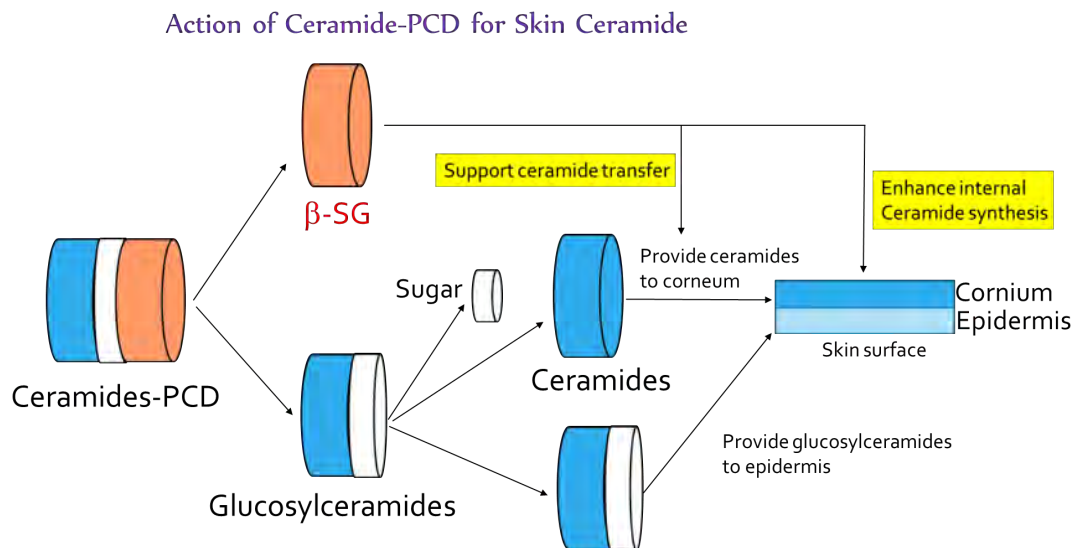 Action of Ceramide-PCD for Skin Ceramide
Support ceramide transfer
Enhance internal
Ceramide synthesis
β-SG
Provide ceramides
to corneum
Sugar
Cornium
Epidermis
Skin surface
Ceramides-PCD
Ceramides
Provide glucosylceramides
to epidermis
Glucosylceramides